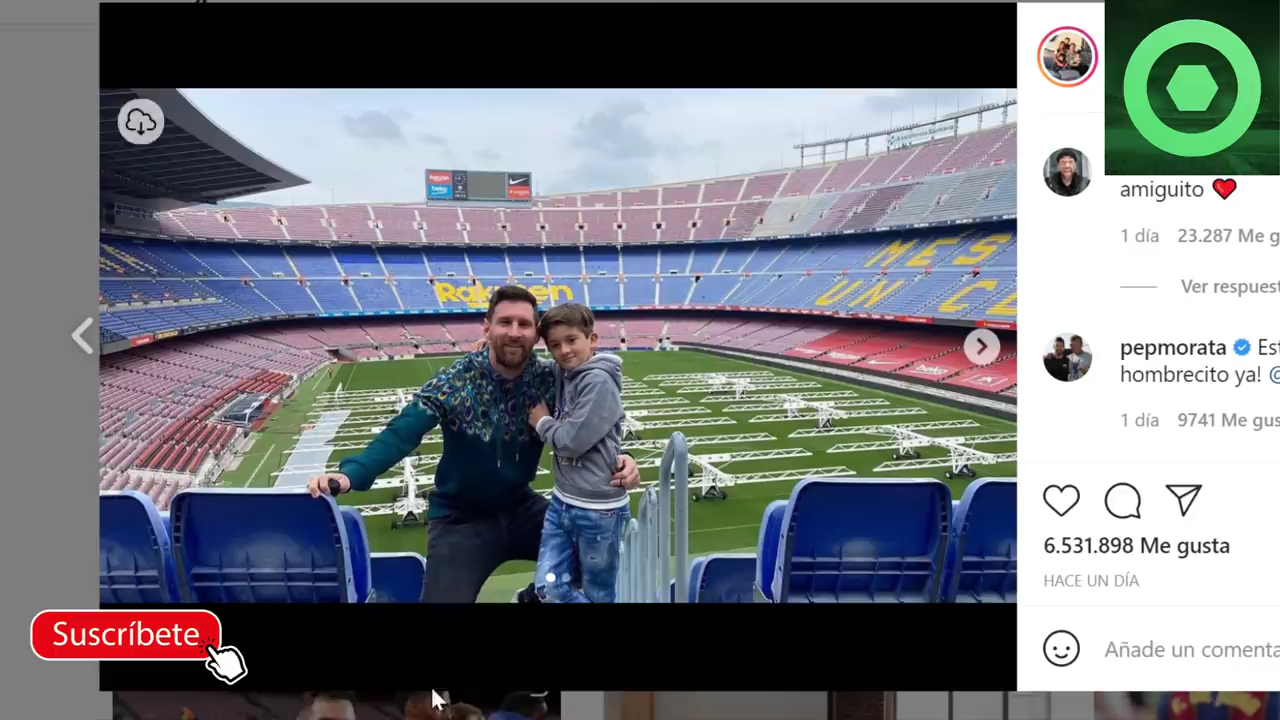 amiguito ❤️
1 día 23.287 Me g
Ver respuest
pepmorata Est
hombrecito ya! @
1 día 9741 Me gus
6.531.898 Me gusta
HACE UN DÍA
Añade un comenta
Rakuten
MES
UN CL
Suscríbete